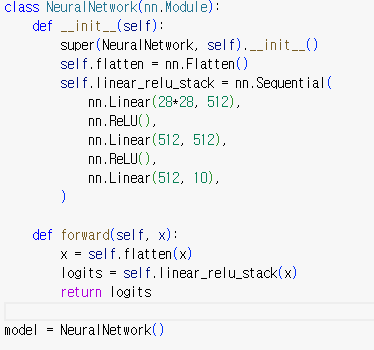 class NeuralNetwork(nn.Module):
    def __init__(self):
        super(NeuralNetwork, self).__init__()
        self.flatten = nn.Flatten()
        self.linear_relu_stack = nn.Sequential(
            nn.Linear(28*28, 512),
            nn.ReLU(),
            nn.Linear(512, 512),
            nn.ReLU(),
            nn.Linear(512, 10),
        )
    def forward(self, x):
        x = self.flatten(x)
        logits = self.linear_relu_stack(x)
        return logits
model = NeuralNetwork()